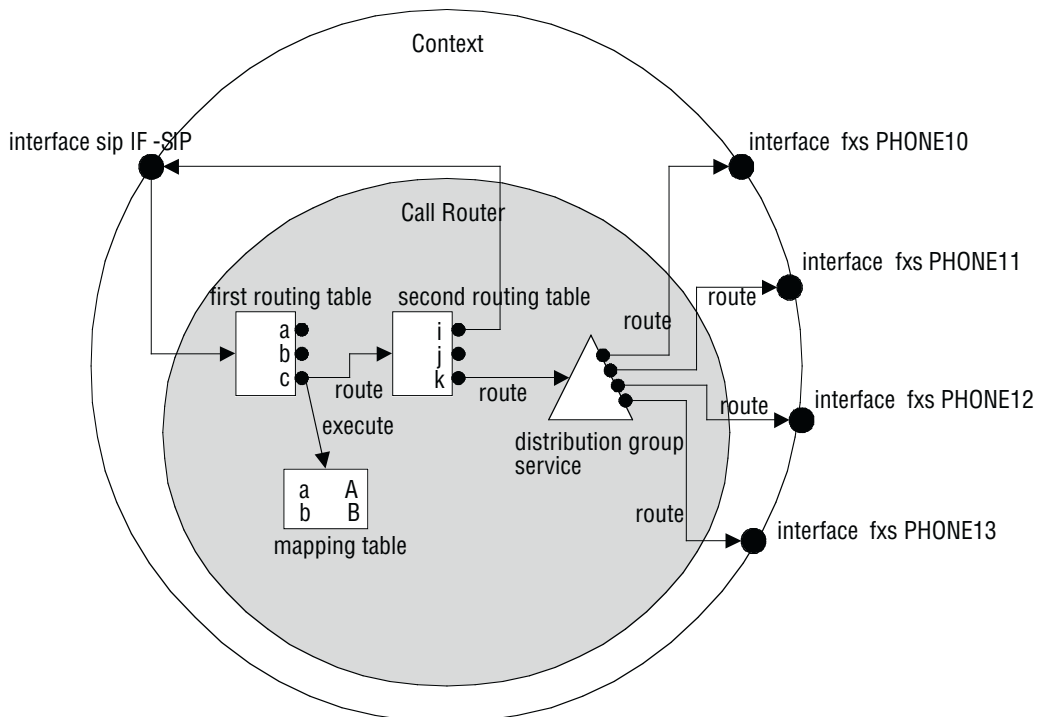 Context
interface sip IF -SIP
interface fxs PHONE10
Call Router
interface fxs PHONE11
route
first routing table
second routing table
route
a
b
c
i
j
k
route
route
interface fxs PHONE12
route
execute
distribution group
service
a A
b B
mapping table
route
interface fxs PHONE13